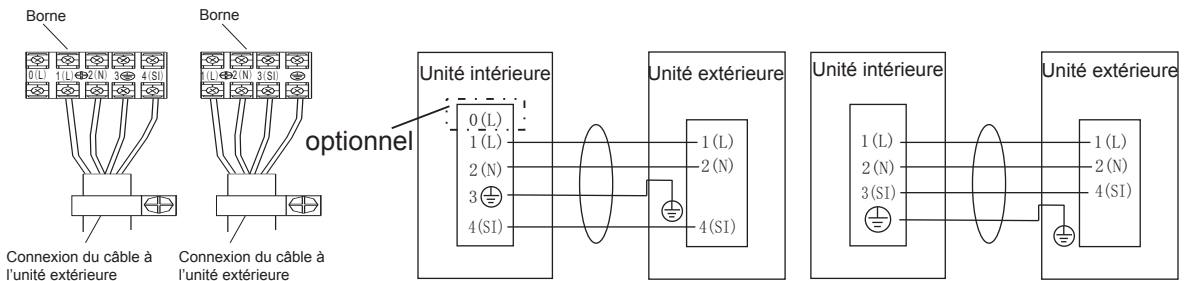 Borne
0(L) 1(L) 2(N) 3 4(SI)
Connexion du câble à
l'unité extérieure
Borne
1(L) 2(N) 3(SI)
Connexion du câble à
l'unité extérieure
Unité intérieure
optionnel
0(L)
1(L)
2(N)
3
4(SI)
Unité extérieure
1(L)
2(N)
4(SI)
Unité intérieure
1(L)
2(N)
3(SI)
Unité extérieure
1(L)
2(N)
4(SI)